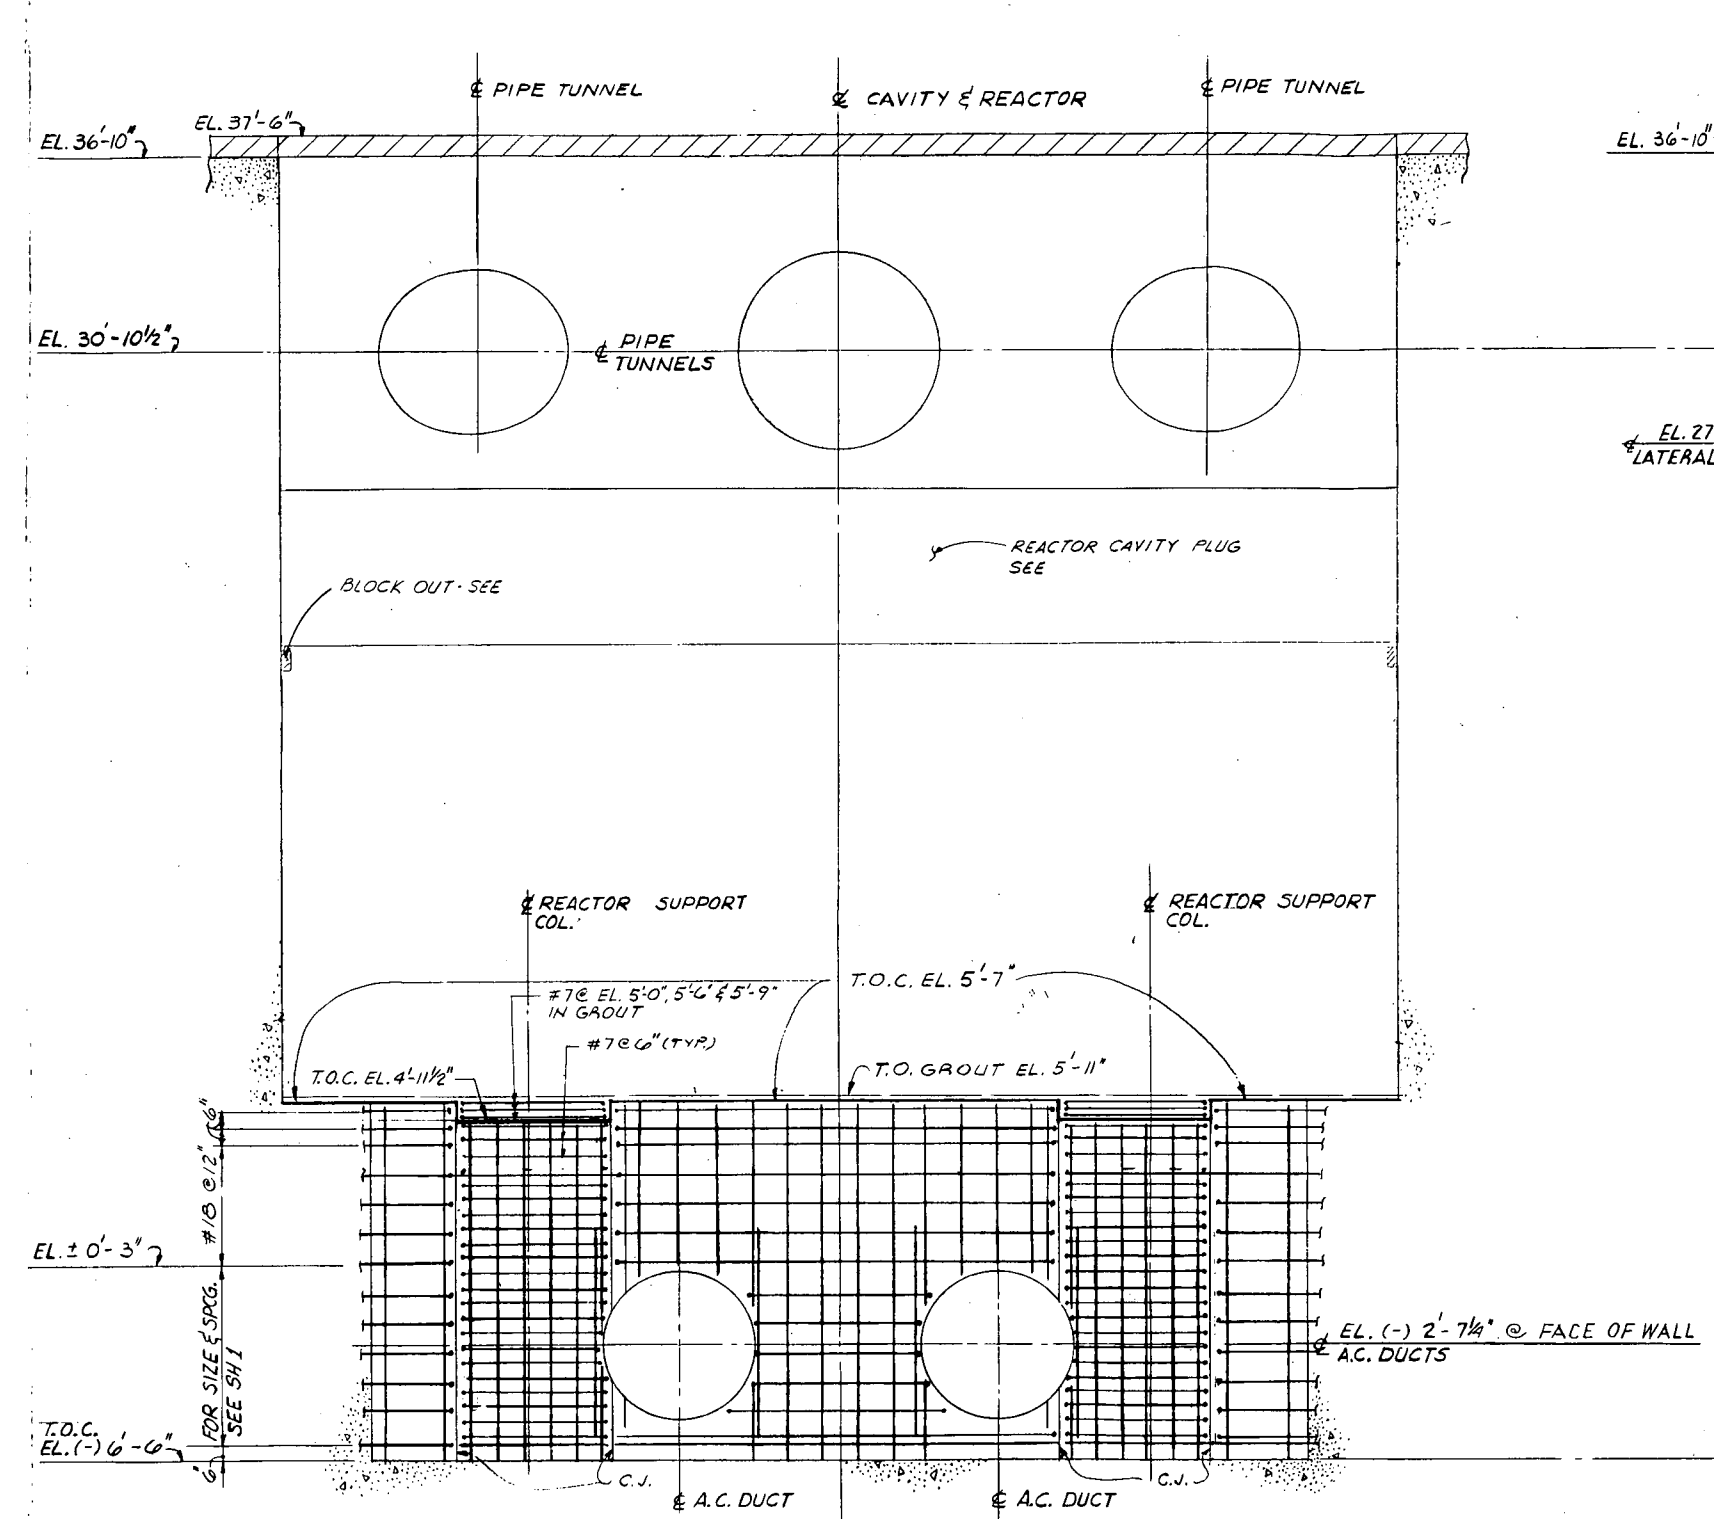 ℄ PIPE TUNNEL
℄ CAVITY & REACTOR
℄ PIPE TUNNEL
EL. 37'-6"
EL. 36'-10"
EL. 36'-10"
EL. 30'-10½"
℄ PIPE
TUNNELS
℄ EL. 27
LATERAL
REACTOR CAVITY PLUG
SEE
BLOCK OUT - SEE
℄ REACTOR SUPPORT
COL.
℄ REACTOR SUPPORT
COL.
T.O.C. EL. 5'-7"
#7@ EL. 5'-0", 5'-6" & 5'-9"
IN GROUT
#7@6" (TYP.)
T.O.C. EL. 4'-11½"
T.O. GROUT EL. 5'-11"
#18 @ 12"
EL. ± 0'-3"
FOR SIZE & SPCG.
SEE SH 1
℄ EL. (-) 2'-7¼" @ FACE OF WALL
A.C. DUCTS
T.O.C.
EL. (-) 6'-6"
6"
C.J.
C.J.
℄ A.C. DUCT
℄ A.C. DUCT